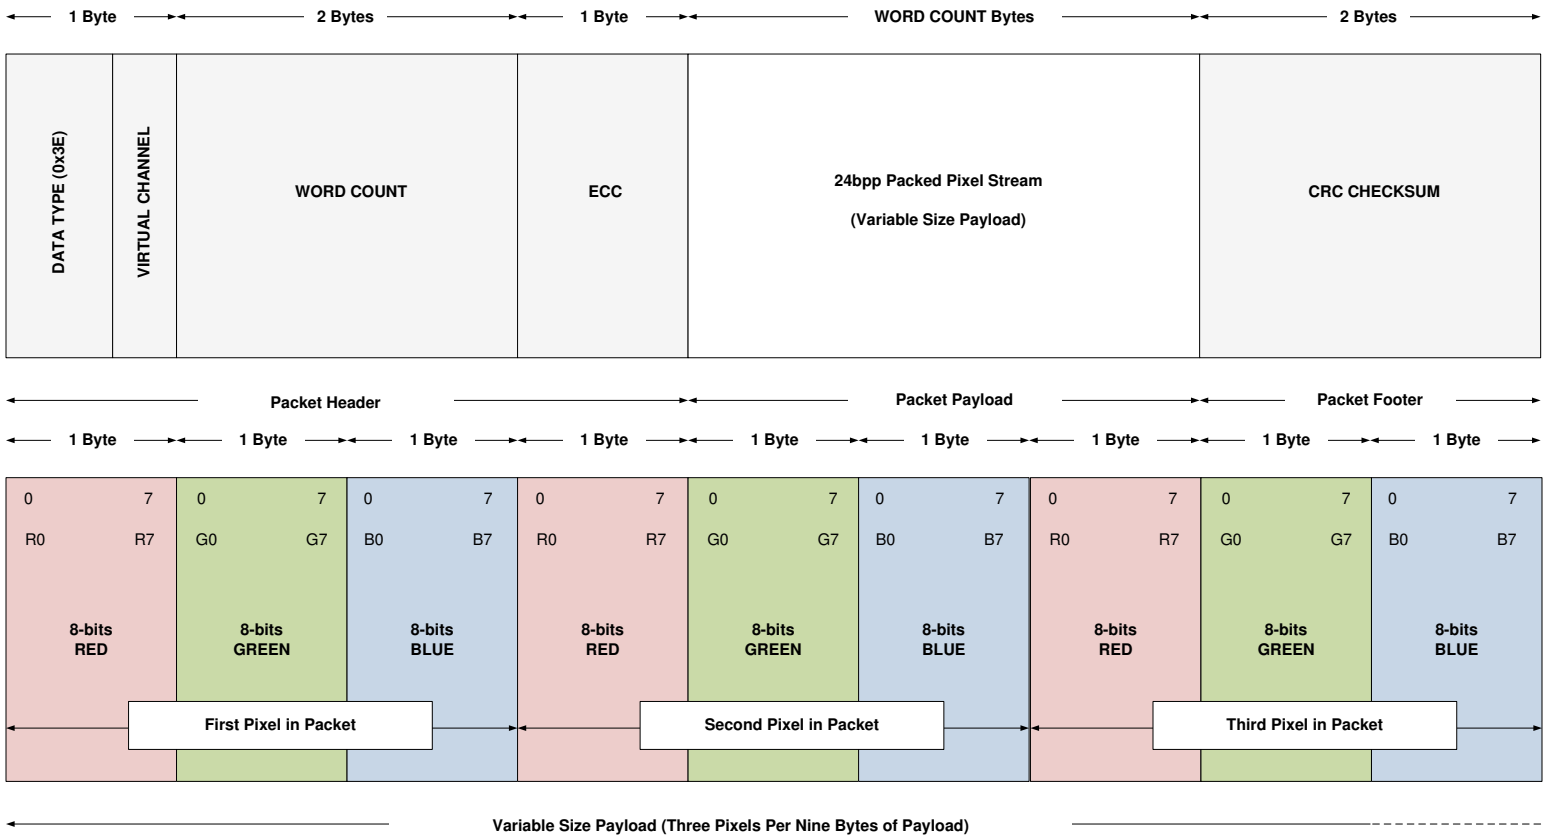 1 Byte 2 Bytes 1 Byte WORD COUNT Bytes 2 Bytes
DATA TYPE (0x3E)
VIRTUAL CHANNEL
WORD COUNT
ECC
24bpp Packed Pixel Stream
(Variable Size Payload)
CRC CHECKSUM
Packet Header Packet Payload Packet Footer
1 Byte 1 Byte 1 Byte 1 Byte 1 Byte 1 Byte 1 Byte 1 Byte 1 Byte
0 7 0 7 0 7 0 7 0 7 0 7 0 7 0 7 0 7
R0 R7 G0 G7 B0 B7 R0 R7 G0 G7 B0 B7 R0 R7 G0 G7 B0 B7
8-bits 8-bits 8-bits 8-bits 8-bits 8-bits 8-bits 8-bits 8-bits
RED GREEN BLUE RED GREEN BLUE RED GREEN BLUE
First Pixel in Packet Second Pixel in Packet Third Pixel in Packet
Variable Size Payload (Three Pixels Per Nine Bytes of Payload)